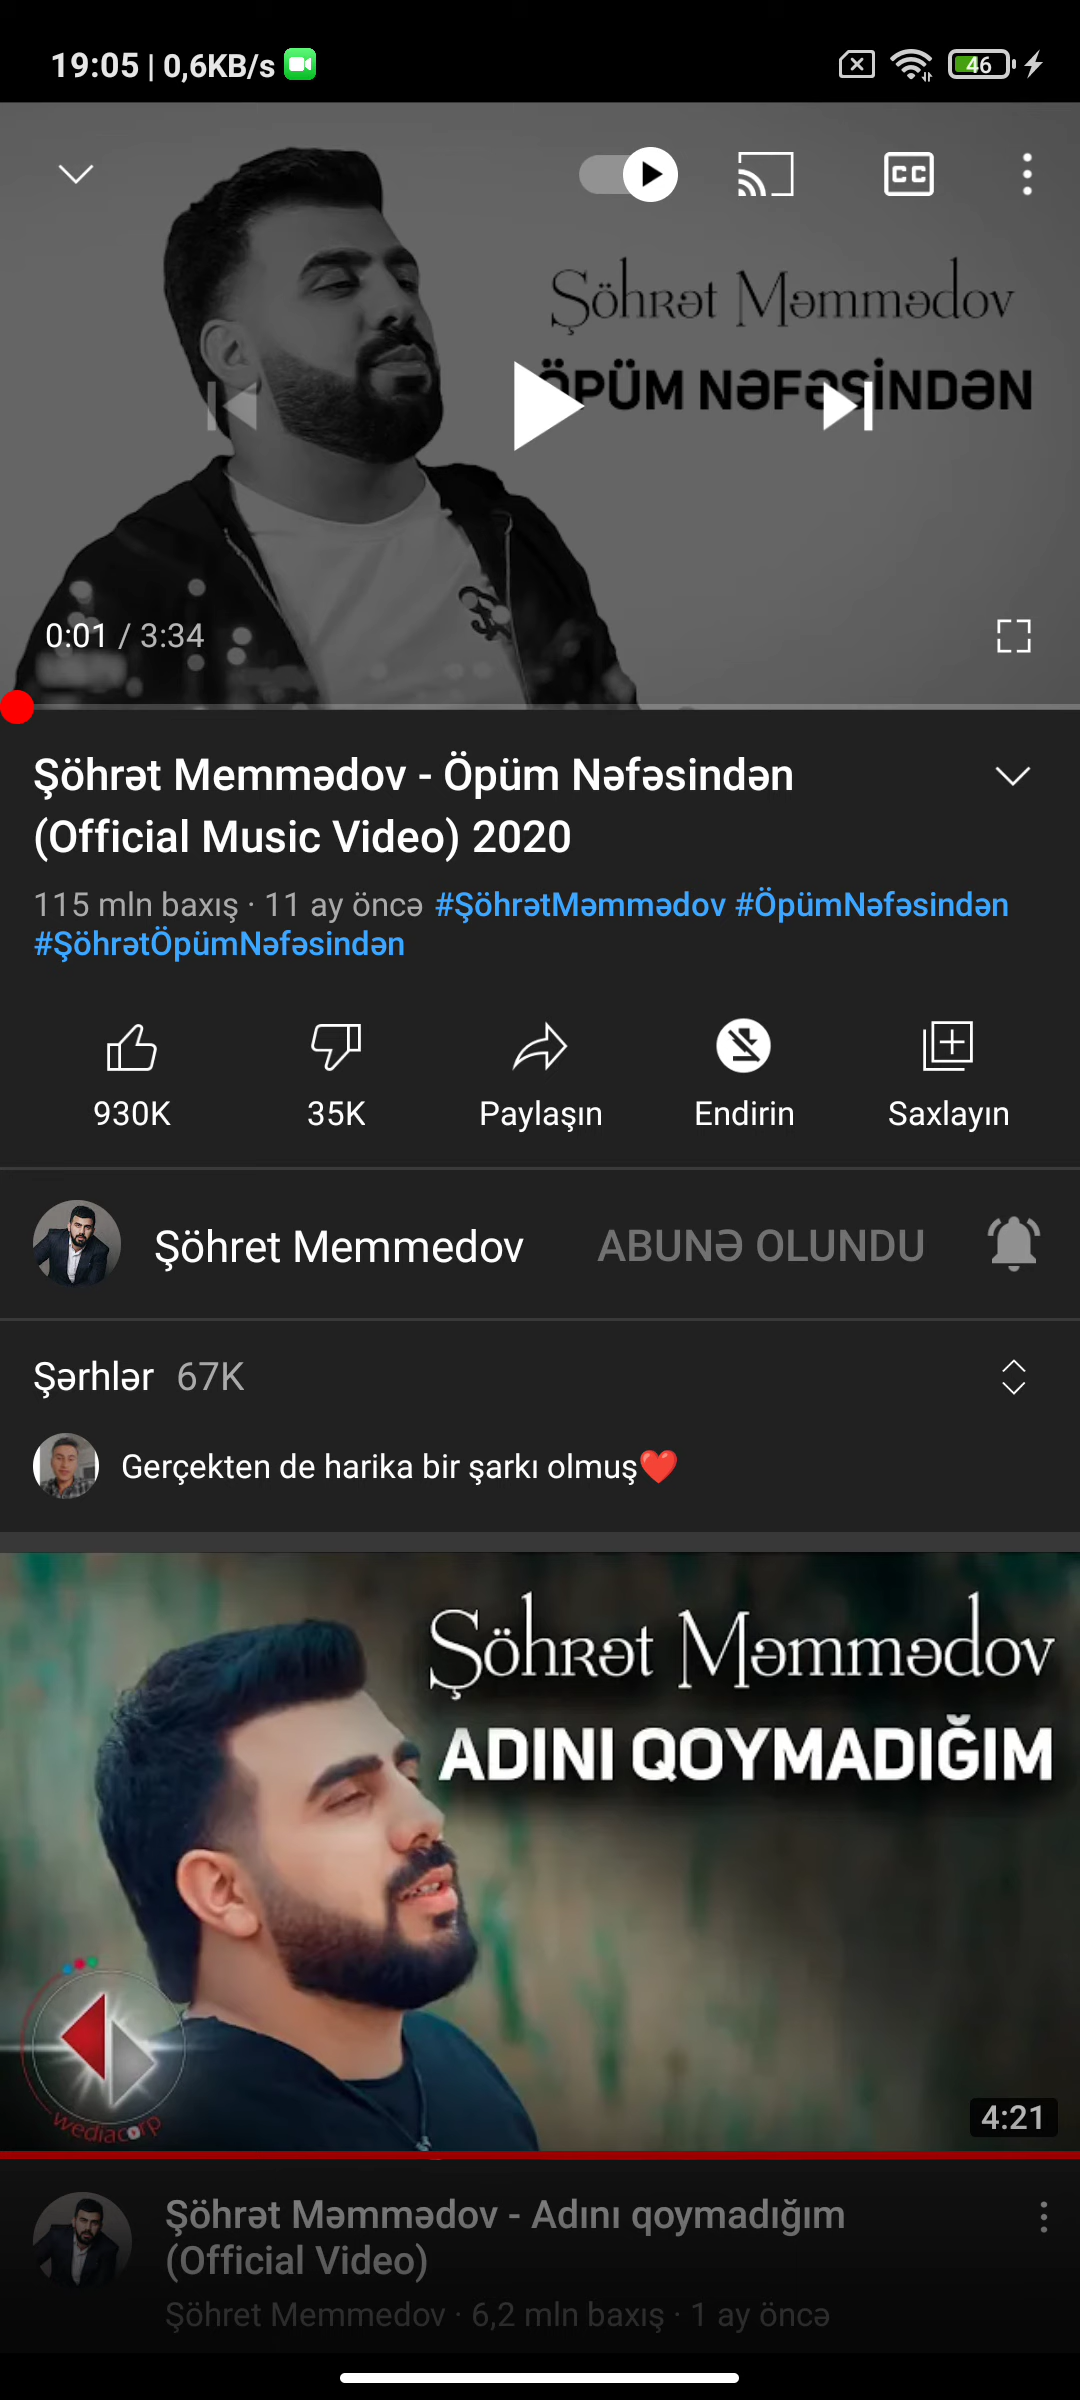 19:05 | 0,6KB/s
46
CC
Şöhrət Məmmədov
ÖPÜM NƏFƏSİNDƏN
0:01 / 3:34
Şöhrət Memmədov - Öpüm Nəfəsindən
(Official Music Video) 2020
115 mln baxış · 11 ay öncə #ŞöhrətMəmmədov #ÖpümNəfəsindən
#ŞöhrətÖpümNəfəsindən
930K
35K
Paylaşın
Endirin
Saxlayın
Şöhret Memmedov
ABUNƏ OLUNDU
Şərhlər 67K
Gerçekten de harika bir şarkı olmuş❤️
Şöhrət Məmmədov
ADINI QOYMADIĞIM
wediacorp
4:21
Şöhrət Məmmədov - Adını qoymadığım
(Official Video)
Şöhret Memmedov · 6,2 mln baxış · 1 ay öncə